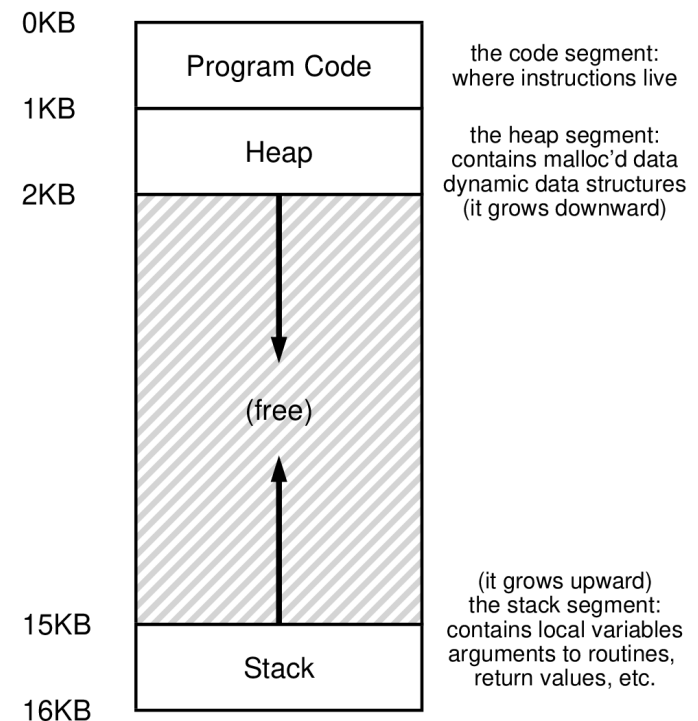 0KB
Program Code
the code segment:
where instructions live
1KB
Heap
the heap segment:
contains malloc'd data
dynamic data structures
(it grows downward)
2KB
(free)
(it grows upward)
the stack segment:
contains local variables
arguments to routines,
return values, etc.
15KB
Stack
16KB